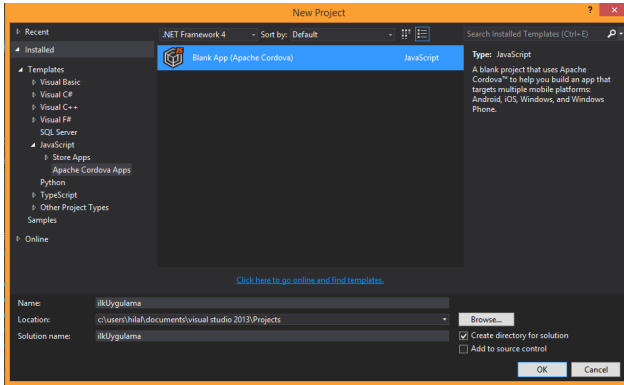 New Project
? ×
Recent
Installed
Templates
Visual Basic
Visual C#
Visual C++
Visual F#
SQL Server
JavaScript
Store Apps
Apache Cordova Apps
Python
TypeScript
Other Project Types
Samples
Online
.NET Framework 4 Sort by: Default
Blank App (Apache Cordova) JavaScript
Search Installed Templates (Ctrl+E)
Type: JavaScript
A blank project that uses Apache
Cordova™ to help you build an app that
targets multiple mobile platforms:
Android, iOS, Windows, and Windows
Phone.
Click here to go online and find templates.
Name: ilkUygulama
Location: c:\users\hilal\documents\visual studio 2013\Projects Browse...
Solution name: ilkUygulama
Create directory for solution
Add to source control
OK Cancel